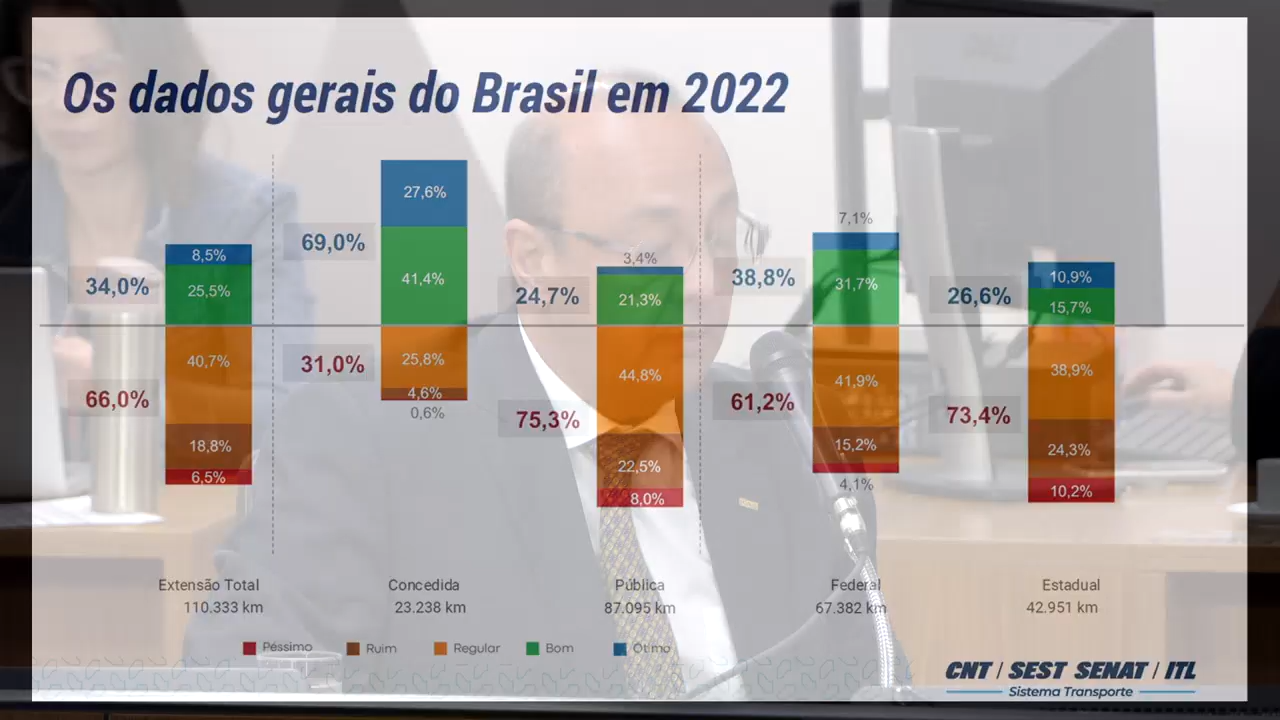 Os dados gerais do Brasil em 2022
34,0%
66,0%
8,5%
25,5%
40,7%
18,8%
6,5%
69,0%
31,0%
27,6%
41,4%
25,8%
4,6%
0,6%
24,7%
75,3%
3,4%
21,3%
44,8%
22,5%
8,0%
38,8%
61,2%
7,1%
31,7%
41,9%
15,2%
4,1%
26,6%
73,4%
10,9%
15,7%
38,9%
24,3%
10,2%
Extensão Total
110.333 km
Concedida
23.238 km
Pública
87.095 km
Federal
67.382 km
Estadual
42.951 km
Péssimo Ruim Regular Bom Ótimo
CNT / SEST SENAT / ITL
Sistema Transporte